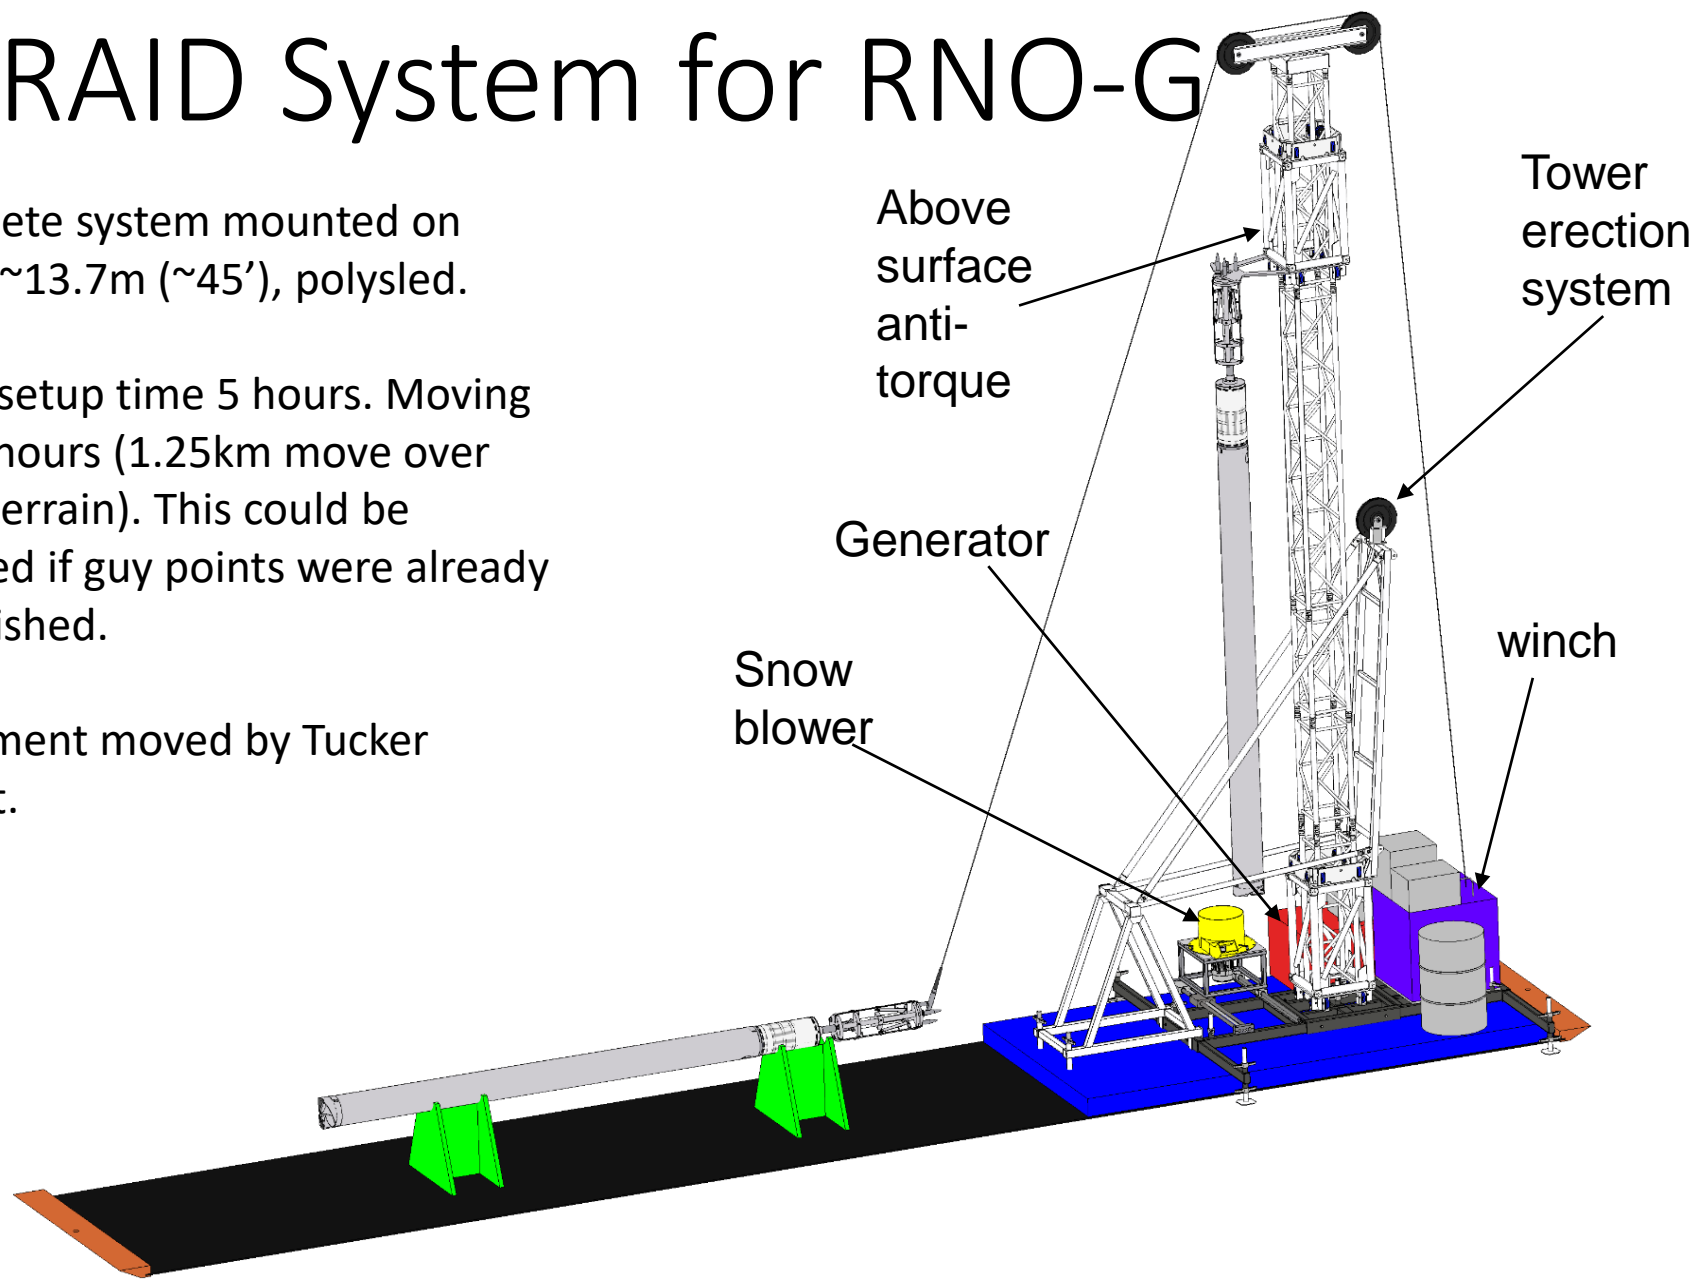 RAID System for RNO-G
ete system mounted on
~13.7m (~45’), polysled.
setup time 5 hours. Moving
hours (1.25km move over
errain). This could be
ed if guy points were already
ished.
ment moved by Tucker
t.
Above
surface
anti-
torque
Tower
erection
system
Generator
Snow
blower
winch